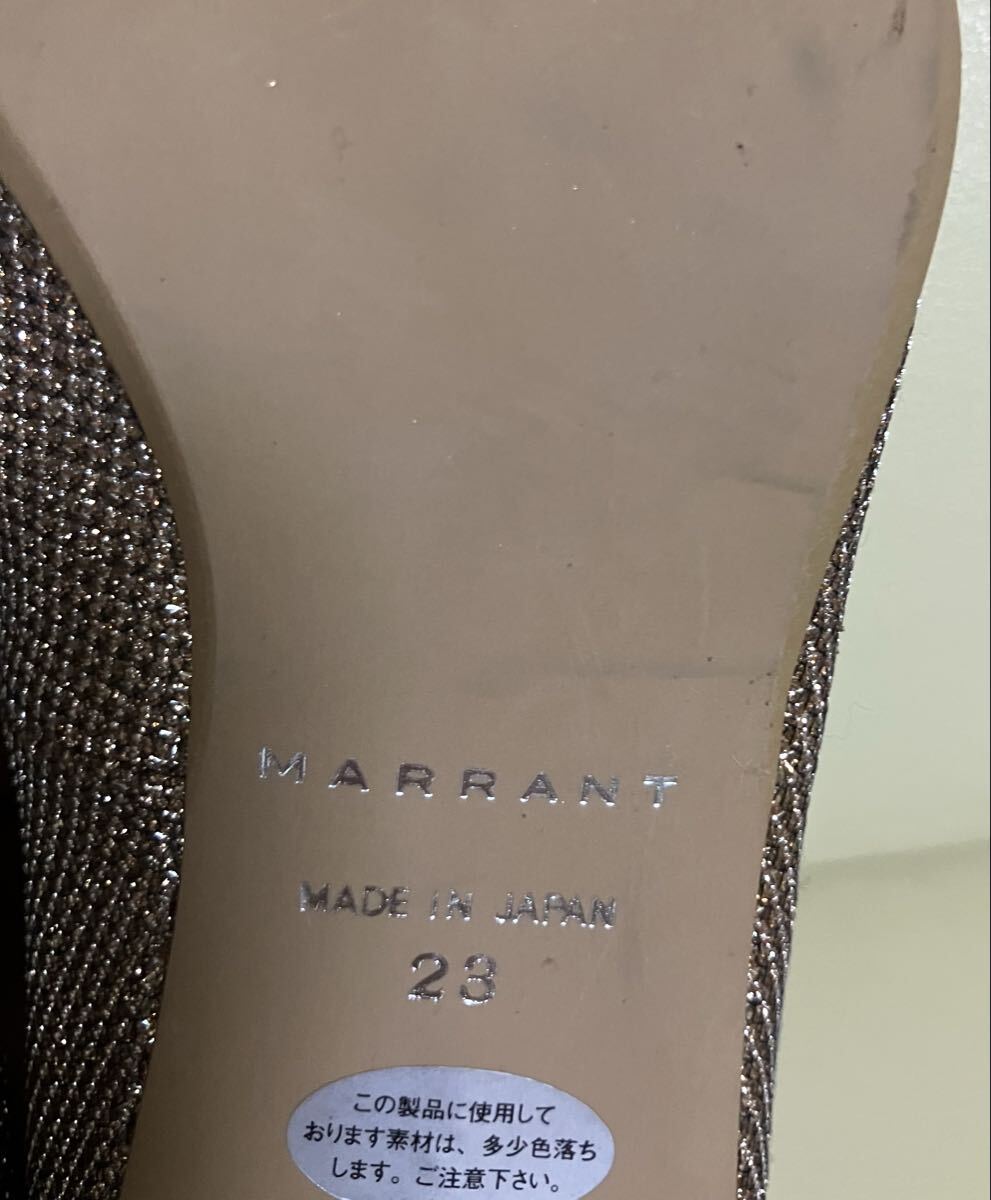 MARRANT
MADE IN JAPAN
23
この製品に使用して
おります素材は、多少色落ち
します。ご注意下さい。